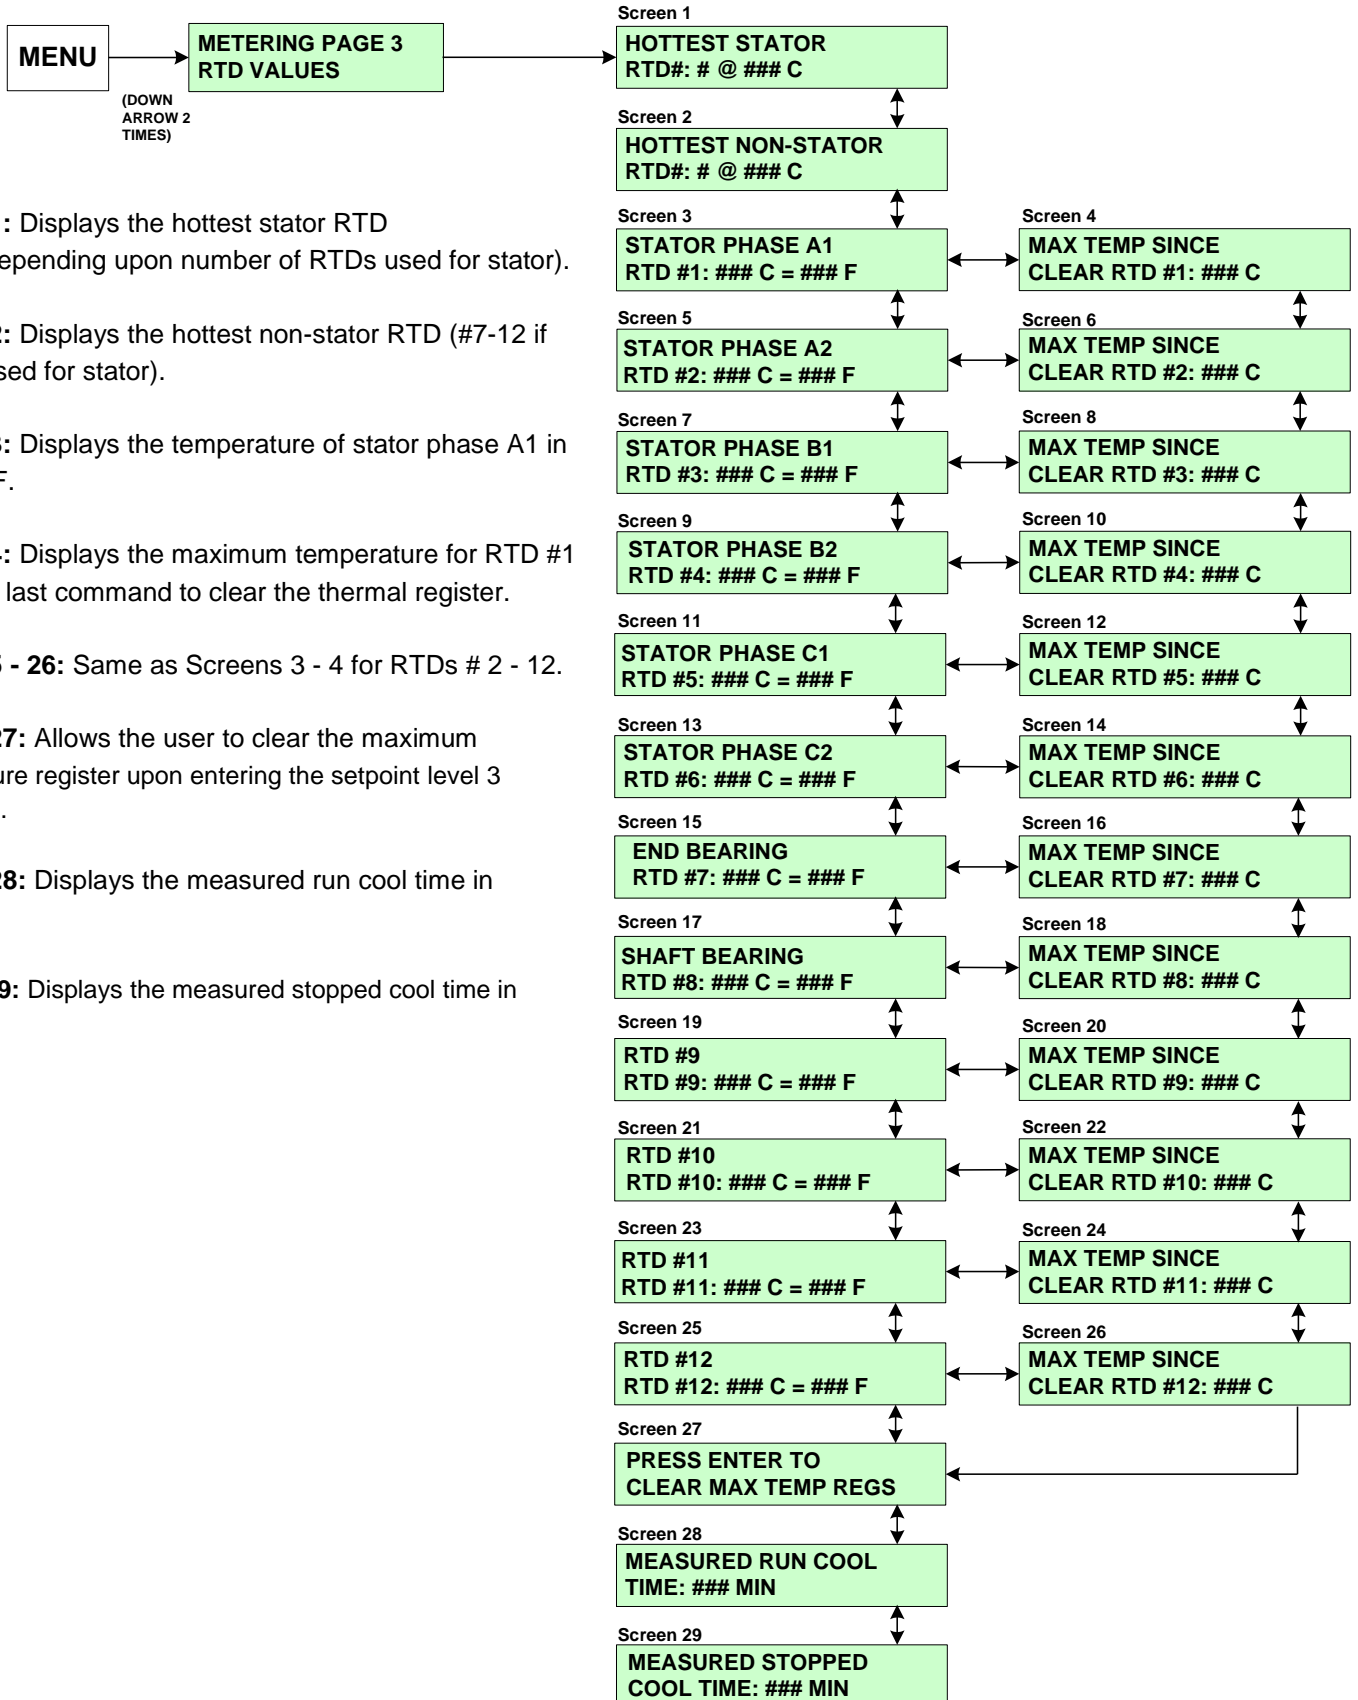 MENU
(DOWN
ARROW 2
TIMES)
METERING PAGE 3
RTD VALUES
Screen 1
HOTTEST STATOR
RTD#: # @ ### C
Screen 2
HOTTEST NON-STATOR
RTD#: # @ ### C
: Displays the hottest stator RTD
epending upon number of RTDs used for stator).
2: Displays the hottest non-stator RTD (#7-12 if
sed for stator).
3: Displays the temperature of stator phase A1 in
F.
4: Displays the maximum temperature for RTD #1
last command to clear the thermal register.
5 - 26: Same as Screens 3 - 4 for RTDs # 2 - 12.
27: Allows the user to clear the maximum
ure register upon entering the setpoint level 3
.
28: Displays the measured run cool time in
9: Displays the measured stopped cool time in
Screen 3
STATOR PHASE A1
RTD #1: ### C = ### F
Screen 4
MAX TEMP SINCE
CLEAR RTD #1: ### C
Screen 5
STATOR PHASE A2
RTD #2: ### C = ### F
Screen 6
MAX TEMP SINCE
CLEAR RTD #2: ### C
Screen 7
STATOR PHASE B1
RTD #3: ### C = ### F
Screen 8
MAX TEMP SINCE
CLEAR RTD #3: ### C
Screen 9
STATOR PHASE B2
RTD #4: ### C = ### F
Screen 10
MAX TEMP SINCE
CLEAR RTD #4: ### C
Screen 11
STATOR PHASE C1
RTD #5: ### C = ### F
Screen 12
MAX TEMP SINCE
CLEAR RTD #5: ### C
Screen 13
STATOR PHASE C2
RTD #6: ### C = ### F
Screen 14
MAX TEMP SINCE
CLEAR RTD #6: ### C
Screen 15
END BEARING
RTD #7: ### C = ### F
Screen 16
MAX TEMP SINCE
CLEAR RTD #7: ### C
Screen 17
SHAFT BEARING
RTD #8: ### C = ### F
Screen 18
MAX TEMP SINCE
CLEAR RTD #8: ### C
Screen 19
RTD #9
RTD #9: ### C = ### F
Screen 20
MAX TEMP SINCE
CLEAR RTD #9: ### C
Screen 21
RTD #10
RTD #10: ### C = ### F
Screen 22
MAX TEMP SINCE
CLEAR RTD #10: ### C
Screen 23
RTD #11
RTD #11: ### C = ### F
Screen 24
MAX TEMP SINCE
CLEAR RTD #11: ### C
Screen 25
RTD #12
RTD #12: ### C = ### F
Screen 26
MAX TEMP SINCE
CLEAR RTD #12: ### C
Screen 27
PRESS ENTER TO
CLEAR MAX TEMP REGS
Screen 28
MEASURED RUN COOL
TIME: ### MIN
Screen 29
MEASURED STOPPED
COOL TIME: ### MIN